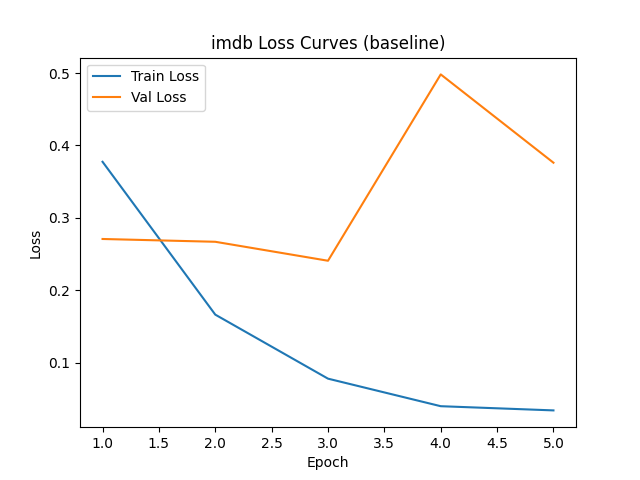 imdb Loss Curves (baseline)
Train Loss
Val Loss
Loss
0.5
0.4
0.3
0.2
0.1
1.0 1.5 2.0 2.5 3.0 3.5 4.0 4.5 5.0
Epoch